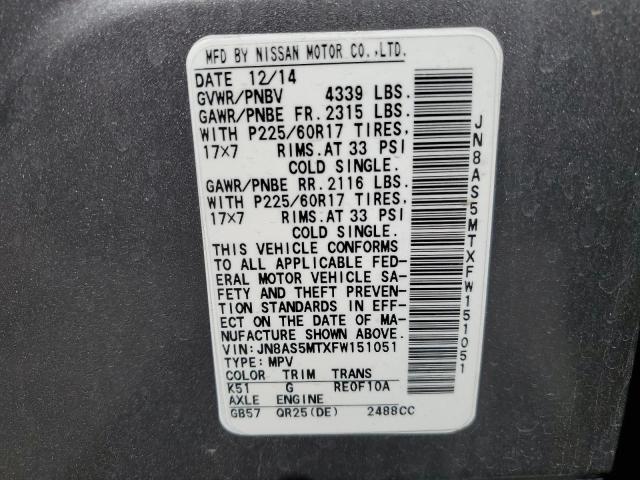 MFD BY NISSAN MOTOR CO.,LTD.
DATE 12/14
GVWR/PNBV 4339 LBS.
GAWR/PNBE FR. 2315 LBS.
WITH P225/60R17 TIRES,
17x7 RIMS.AT 33 PSI
COLD SINGLE.
GAWR/PNBE RR. 2116 LBS.
WITH P225/60R17 TIRES,
17x7 RIMS.AT 33 PSI
COLD SINGLE.
THIS VEHICLE CONFORMS
TO ALL APPLICABLE FED-
ERAL MOTOR VEHICLE SA-
FETY AND THEFT PREVEN-
TION STANDARDS IN EFF-
ECT ON THE DATE OF MA-
NUFACTURE SHOWN ABOVE.
VIN:JN8AS5MTXFW151051
TYPE:MPV
COLOR TRIM TRANS
K51 G RE0F10A
AXLE ENGINE
GB57 QR25(DE) 2488CC
JN8AS5MTXFW151051